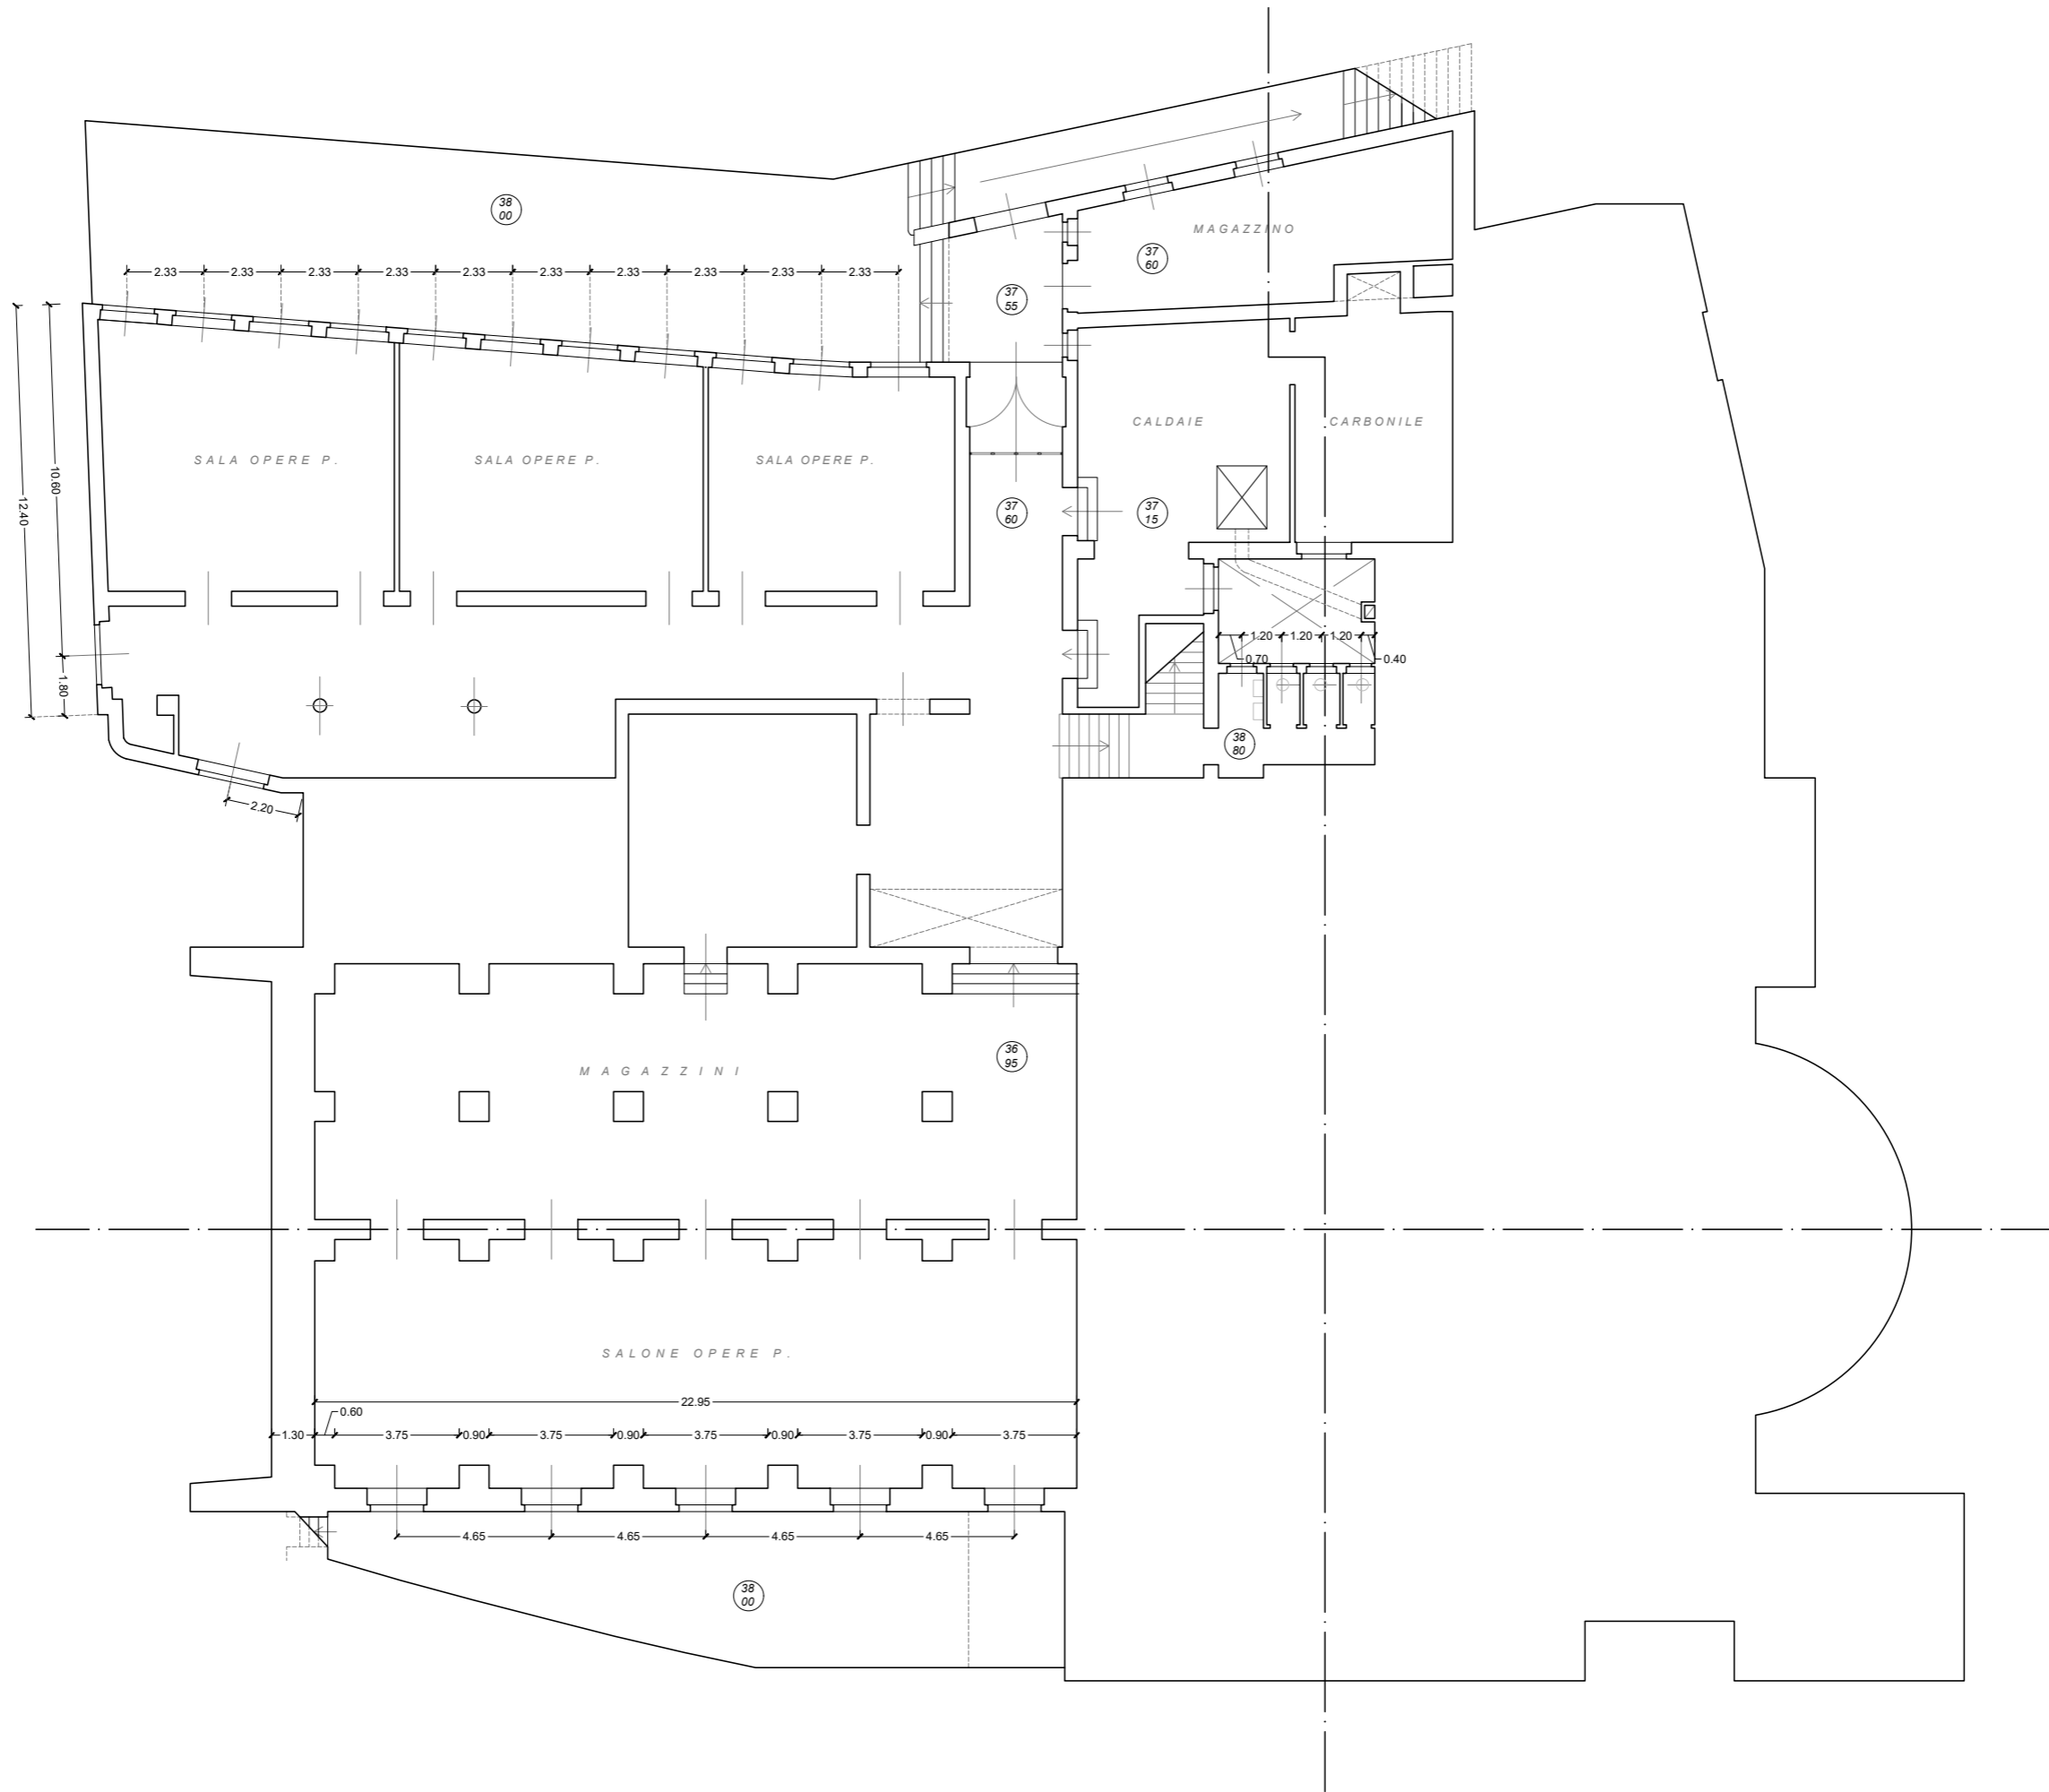 38
00
MAGAZZINO
37
60
2.33 2.33 2.33 2.33 2.33 2.33 2.33 2.33 2.33 2.33
37
55
CALDAIE
CARBONILE
SALA OPERE P.
SALA OPERE P.
SALA OPERE P.
10.60
12.40
1.80
37
60
37
15
1.20 1.20 1.20
0.70
0.40
38
80
2.20
36
95
MAGAZZINI
SALONE OPERE P.
22.95
0.60
1.30 3.75 0.90 3.75 0.90 3.75 0.90 3.75 0.90 3.75
4.65 4.65 4.65 4.65
38
00